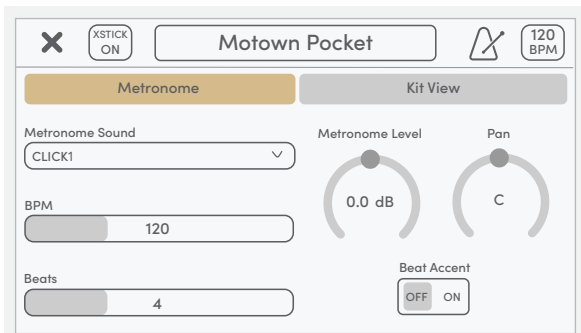 XSTICK
ON
Motown Pocket
120
BPM
Metronome
Kit View
Metronome Sound
CLICK1
Metronome Level
Pan
0.0 dB
C
BPM
120
Beats
4
Beat Accent
OFF ON